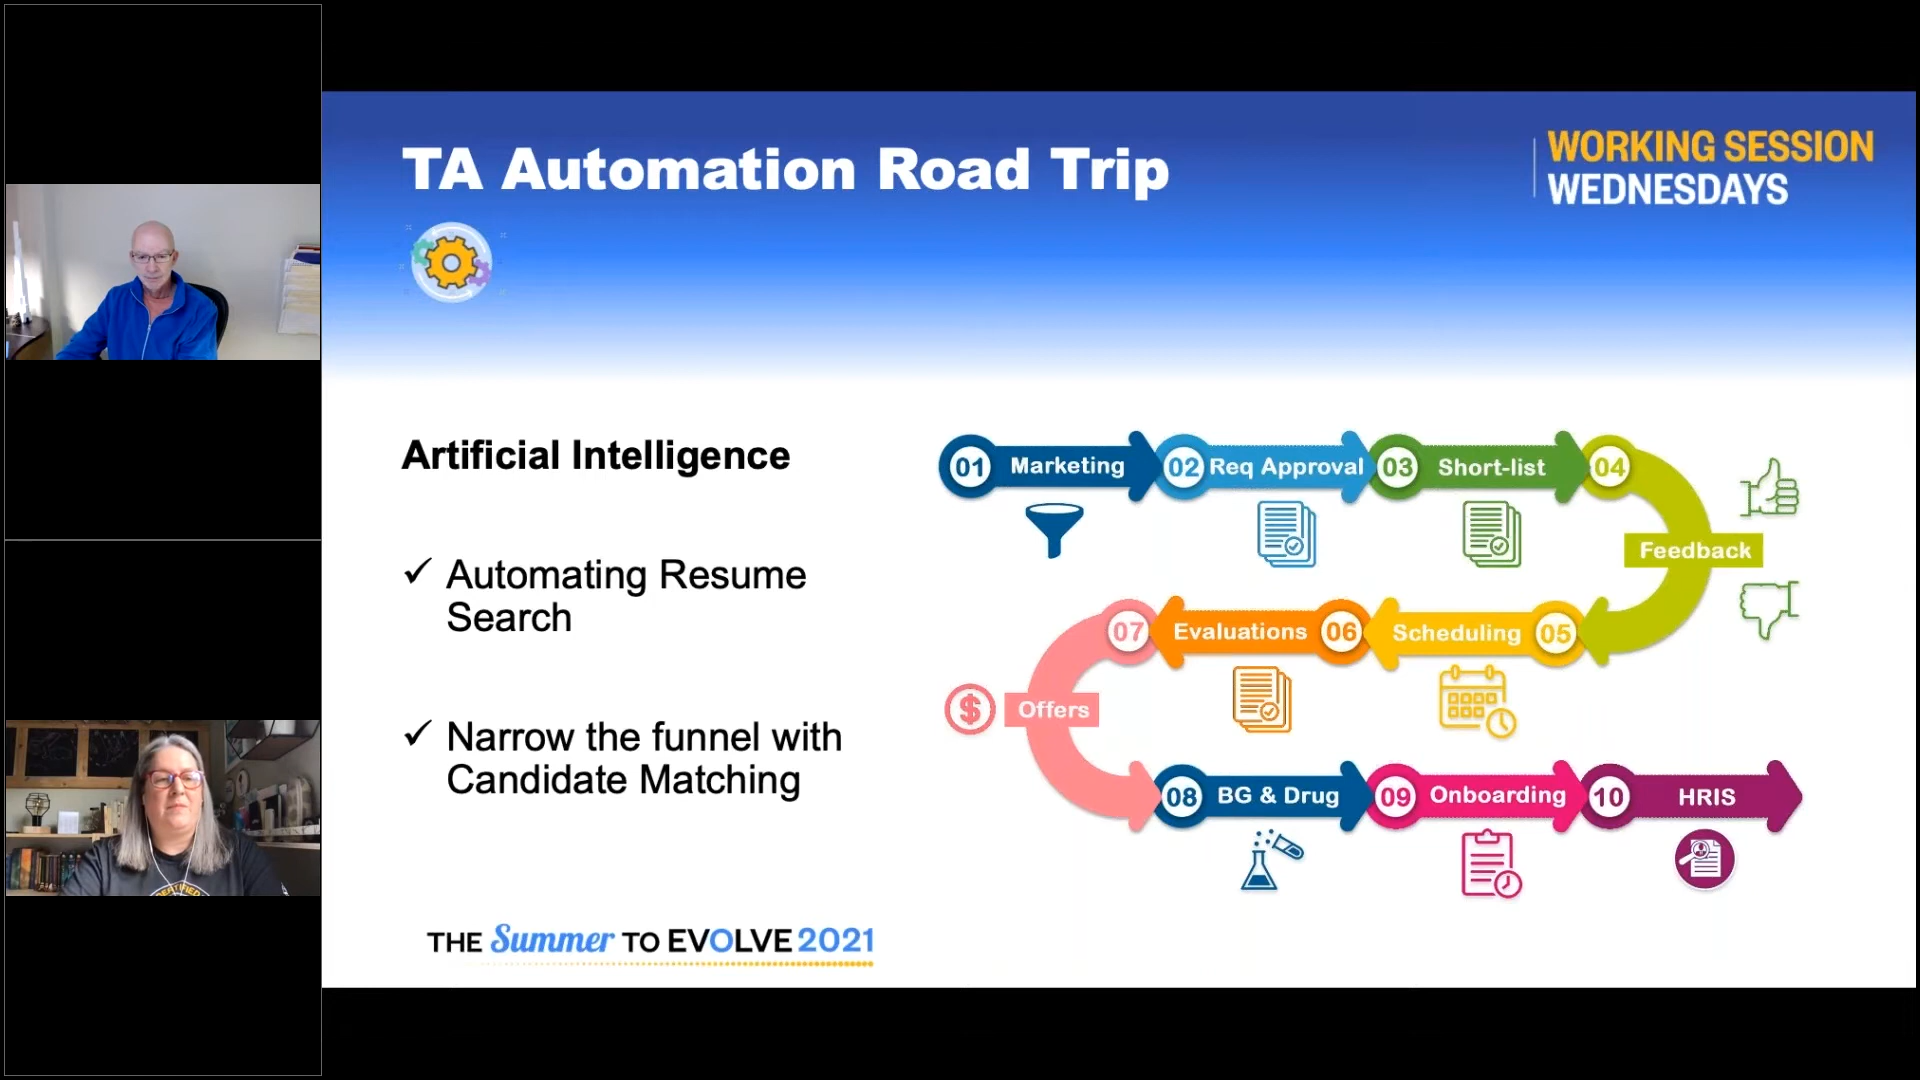 TA Automation Road Trip
WORKING SESSION
WEDNESDAYS
Artificial Intelligence
✓ Automating Resume
Search
✓ Narrow the funnel with
Candidate Matching
01 Marketing 02 Req Approval 03 Short-list 04
Feedback
07 Evaluations 06 Scheduling 05
$ Offers
08 BG & Drug 09 Onboarding 10 HRIS
THE Summer TO EVOLVE 2021
CERTIFIED